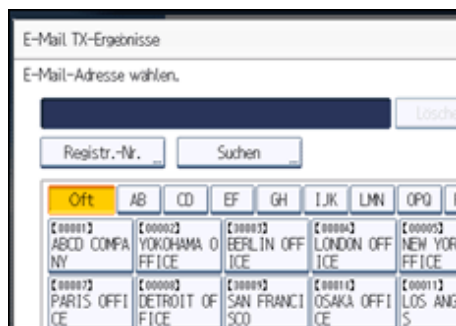 E-Mail TX-Ergebnisse
E-Mail-Adresse wählen.
Lösche
Registr.-Nr. Suchen
Oft AB CD EF GH IJK LMN OPQ
[00001] [00002] [00003] [00004] [00005]
ABCD COMPA YOKOHAMA O BERLIN OFF LONDON OFF NEW YOR
NY FFICE ICE ICE FFICE
[00007] [00008] [00009] [00010] [00011]
PARIS OFFI DETROIT OF SAN FRANCI OSAKA OFFI LOS ANG
CE FICE SCO CE S